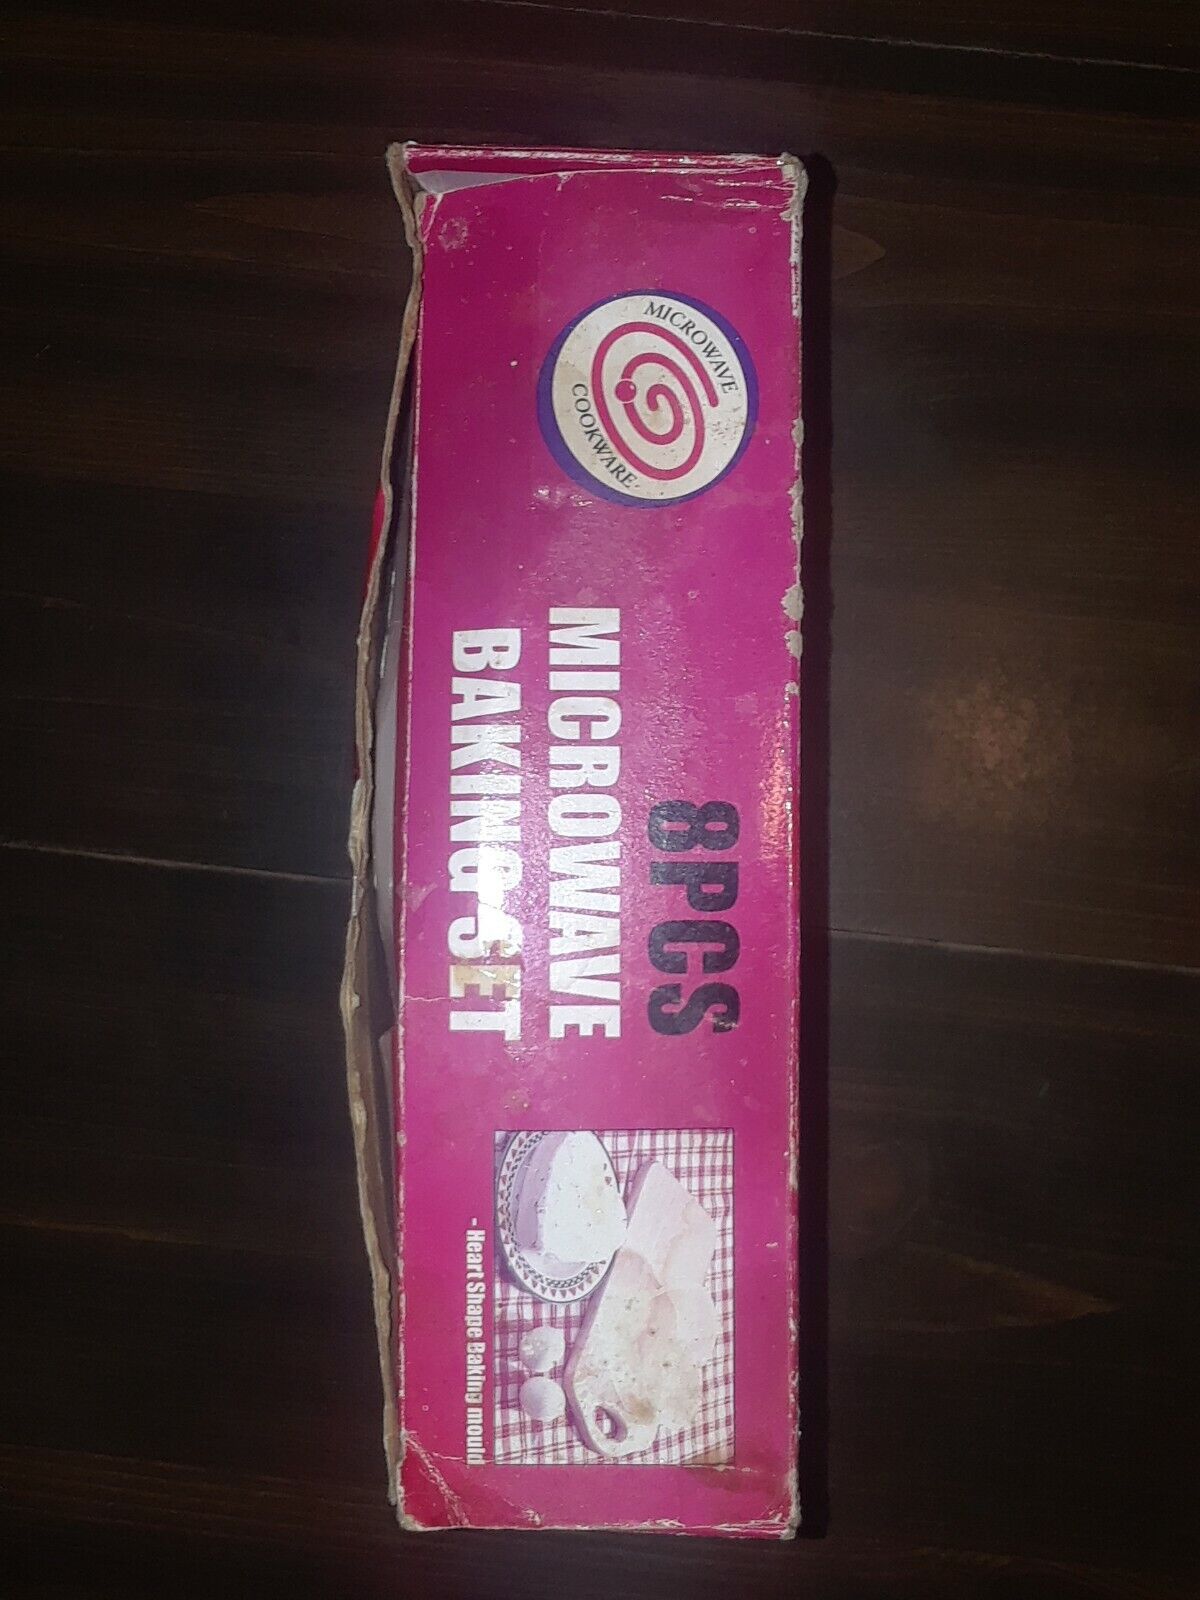 MICROWAVE
COOKWARE
8PCS
MICROWAVE
BAKING SET
- Heart Shape Baking mould